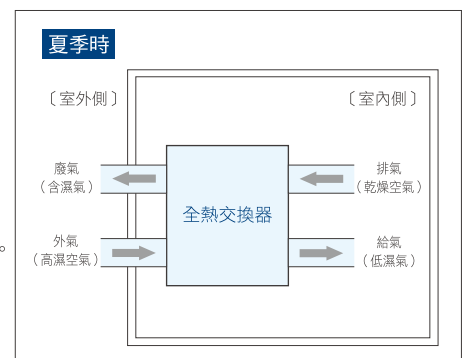 夏季時
〔室外側〕
〔室內側〕
廢氣
（含濕氣）
排氣
（乾燥空氣）
全熱交換器
外氣
（高濕空氣）
給氣
（低濕氣）
。